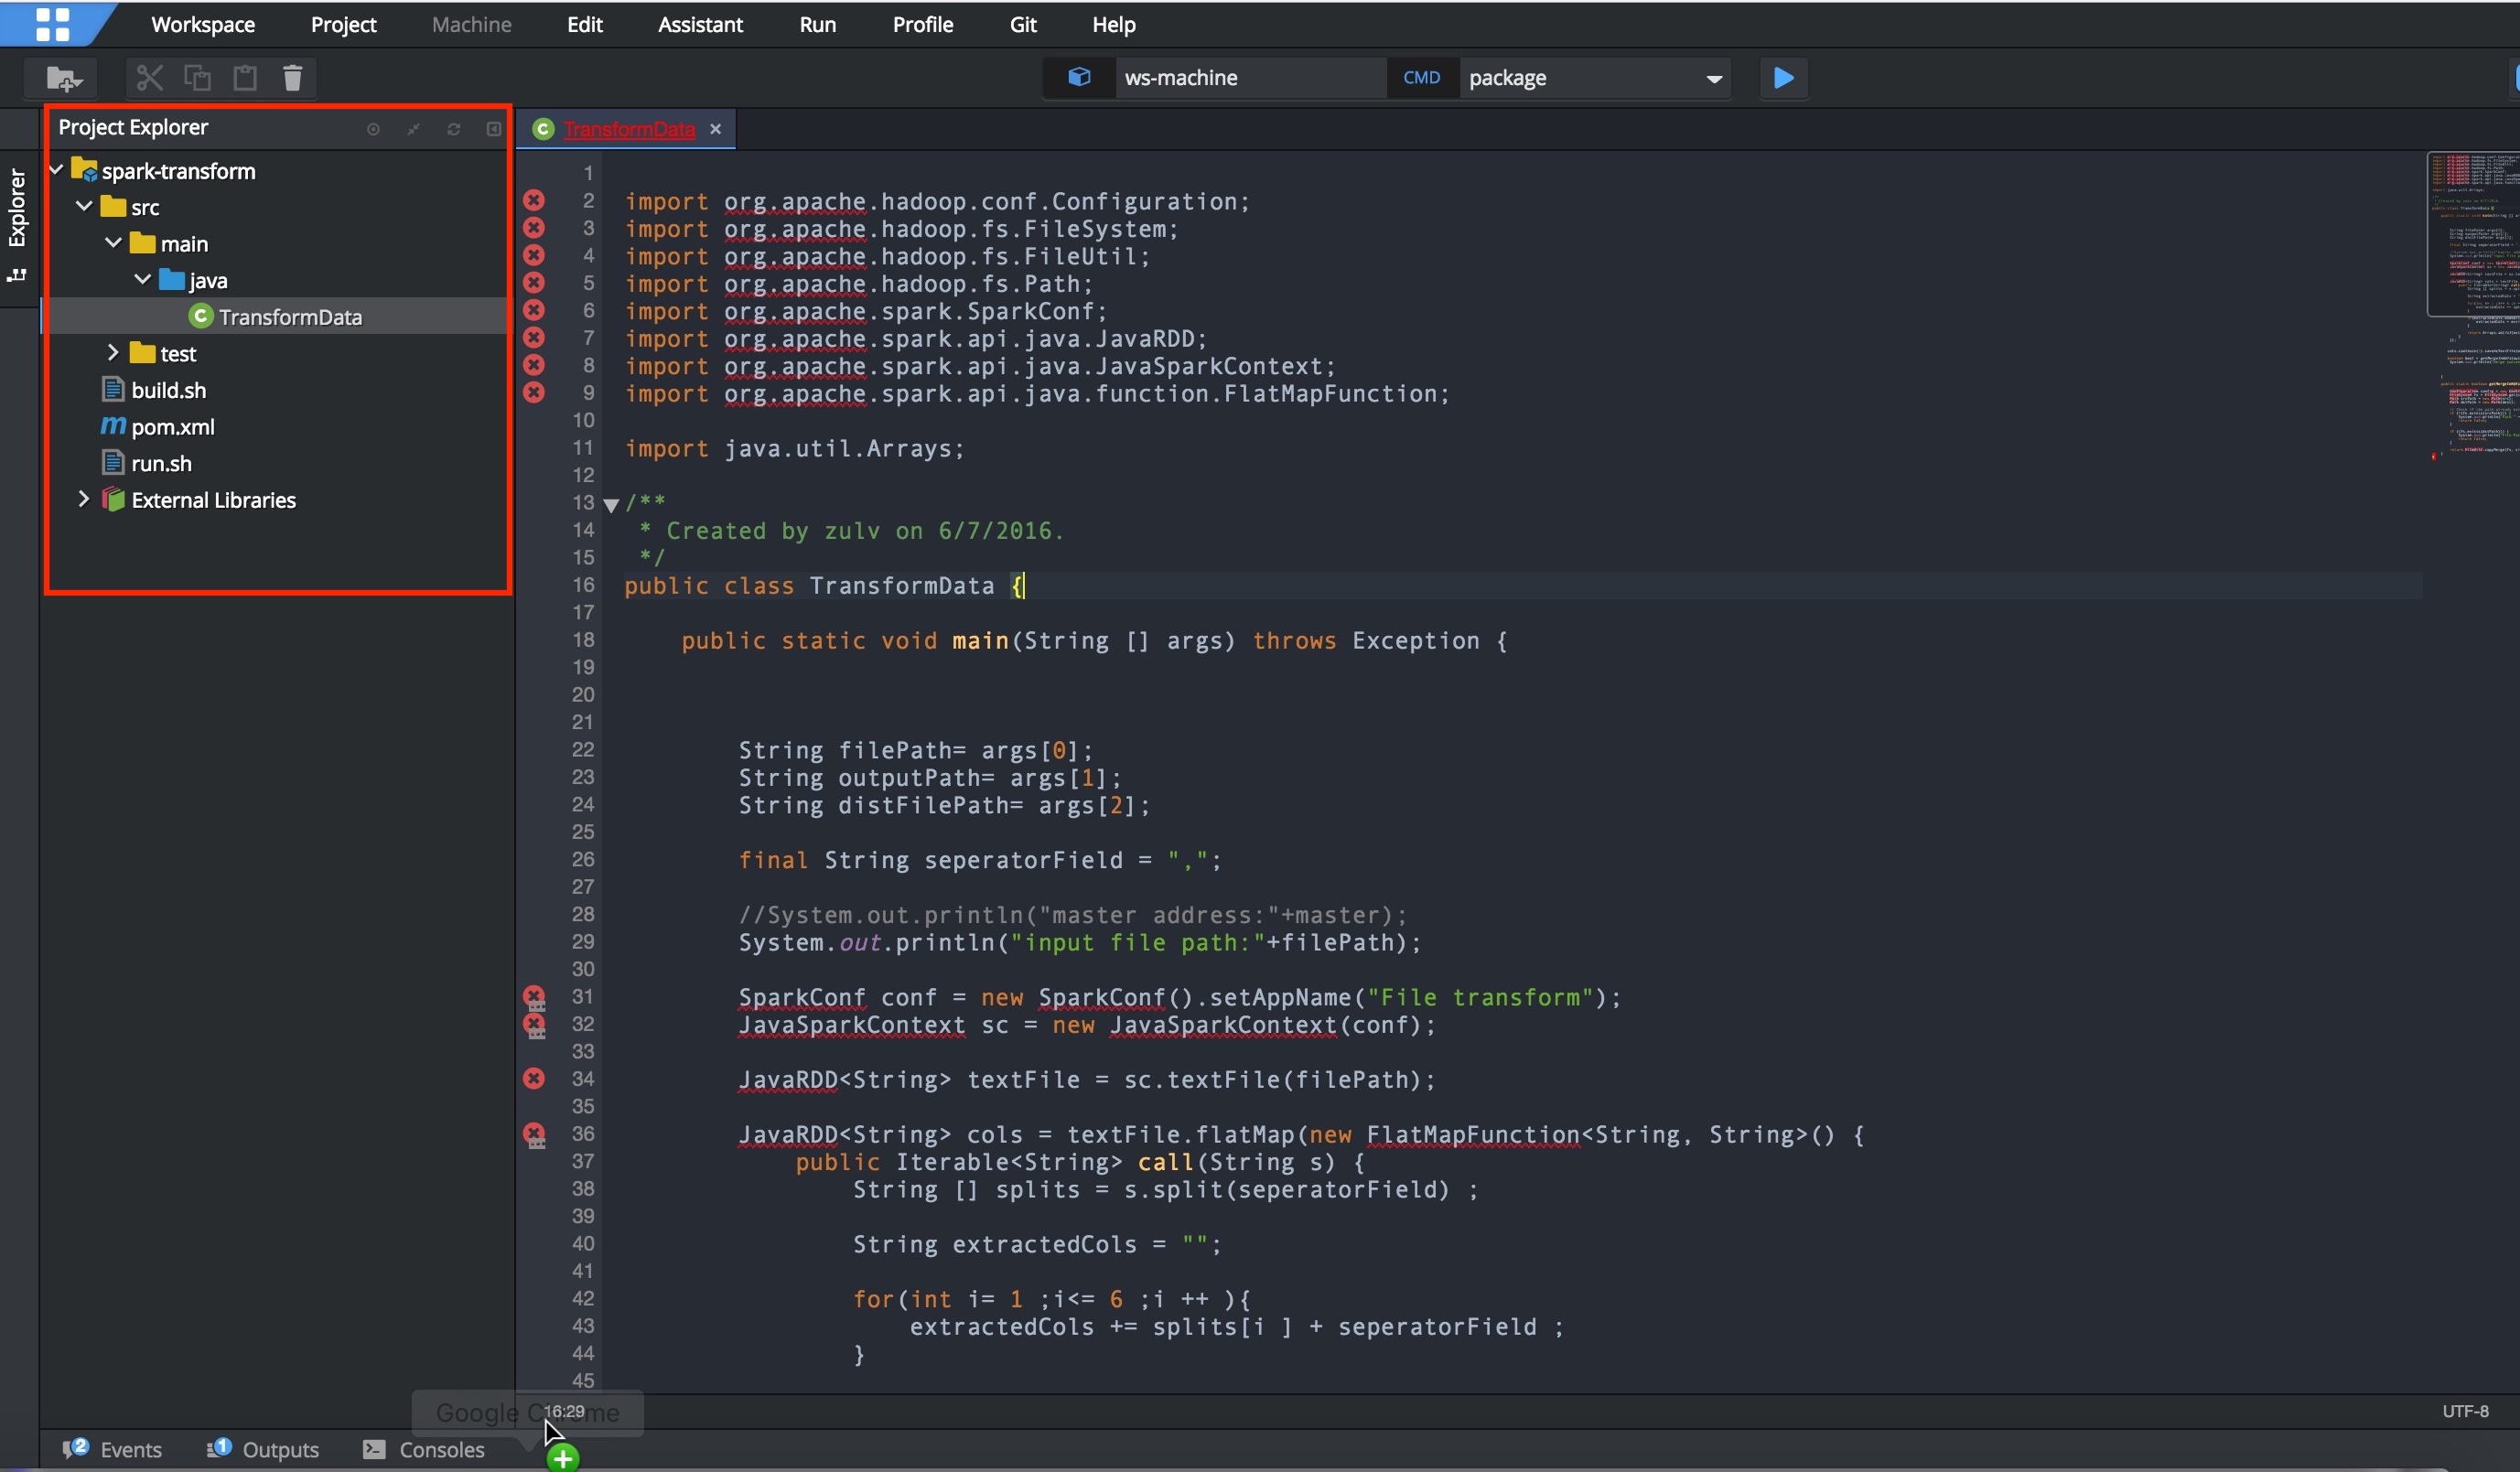 Workspace Project Machine Edit Assistant Run Profile Git Help
ws-machine CMD package
Project Explorer
TransformData
Explorer
spark-transform
src
main
java
TransformData
test
build.sh
pom.xml
run.sh
External Libraries
1
2 import org.apache.hadoop.conf.Configuration;
3 import org.apache.hadoop.fs.FileSystem;
4 import org.apache.hadoop.fs.FileUtil;
5 import org.apache.hadoop.fs.Path;
6 import org.apache.spark.SparkConf;
7 import org.apache.spark.api.java.JavaRDD;
8 import org.apache.spark.api.java.JavaSparkContext;
9 import org.apache.spark.api.java.function.FlatMapFunction;
10
11 import java.util.Arrays;
12
13 /**
14 * Created by zulv on 6/7/2016.
15 */
16 public class TransformData {
17
18 public static void main(String [] args) throws Exception {
19
20
21
22 String filePath= args[0];
23 String outputPath= args[1];
24 String distFilePath= args[2];
25
26 final String seperatorField = ",";
27
28 //System.out.println("master address:"+master);
29 System.out.println("input file path:"+filePath);
30
31 SparkConf conf = new SparkConf().setAppName("File transform");
32 JavaSparkContext sc = new JavaSparkContext(conf);
33
34 JavaRDD<String> textFile = sc.textFile(filePath);
35
36 JavaRDD<String> cols = textFile.flatMap(new FlatMapFunction<String, String>() {
37 public Iterable<String> call(String s) {
38 String [] splits = s.split(seperatorField) ;
39
40 String extractedCols = "";
41
42 for(int i= 1 ;i<= 6 ;i ++ ){
43 extractedCols += splits[i ] + seperatorField ;
44 }
45
Google Chrome
16:29
UTF-8
2 Events 1 Outputs Consoles